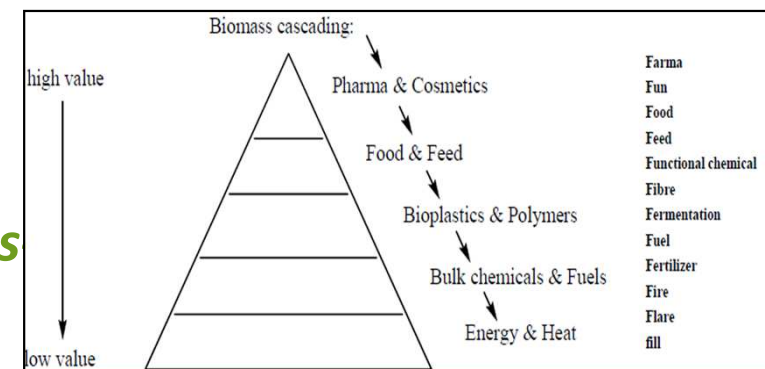 Biomass cascading:
high value
Pharma & Cosmetics
Food & Feed
Bioplastics & Polymers
Bulk chemicals & Fuels
Energy & Heat
low value
Farma
Fun
Food
Feed
Functional chemical
Fibre
Fermentation
Fuel
Fertilizer
Fire
Flare
fill
s